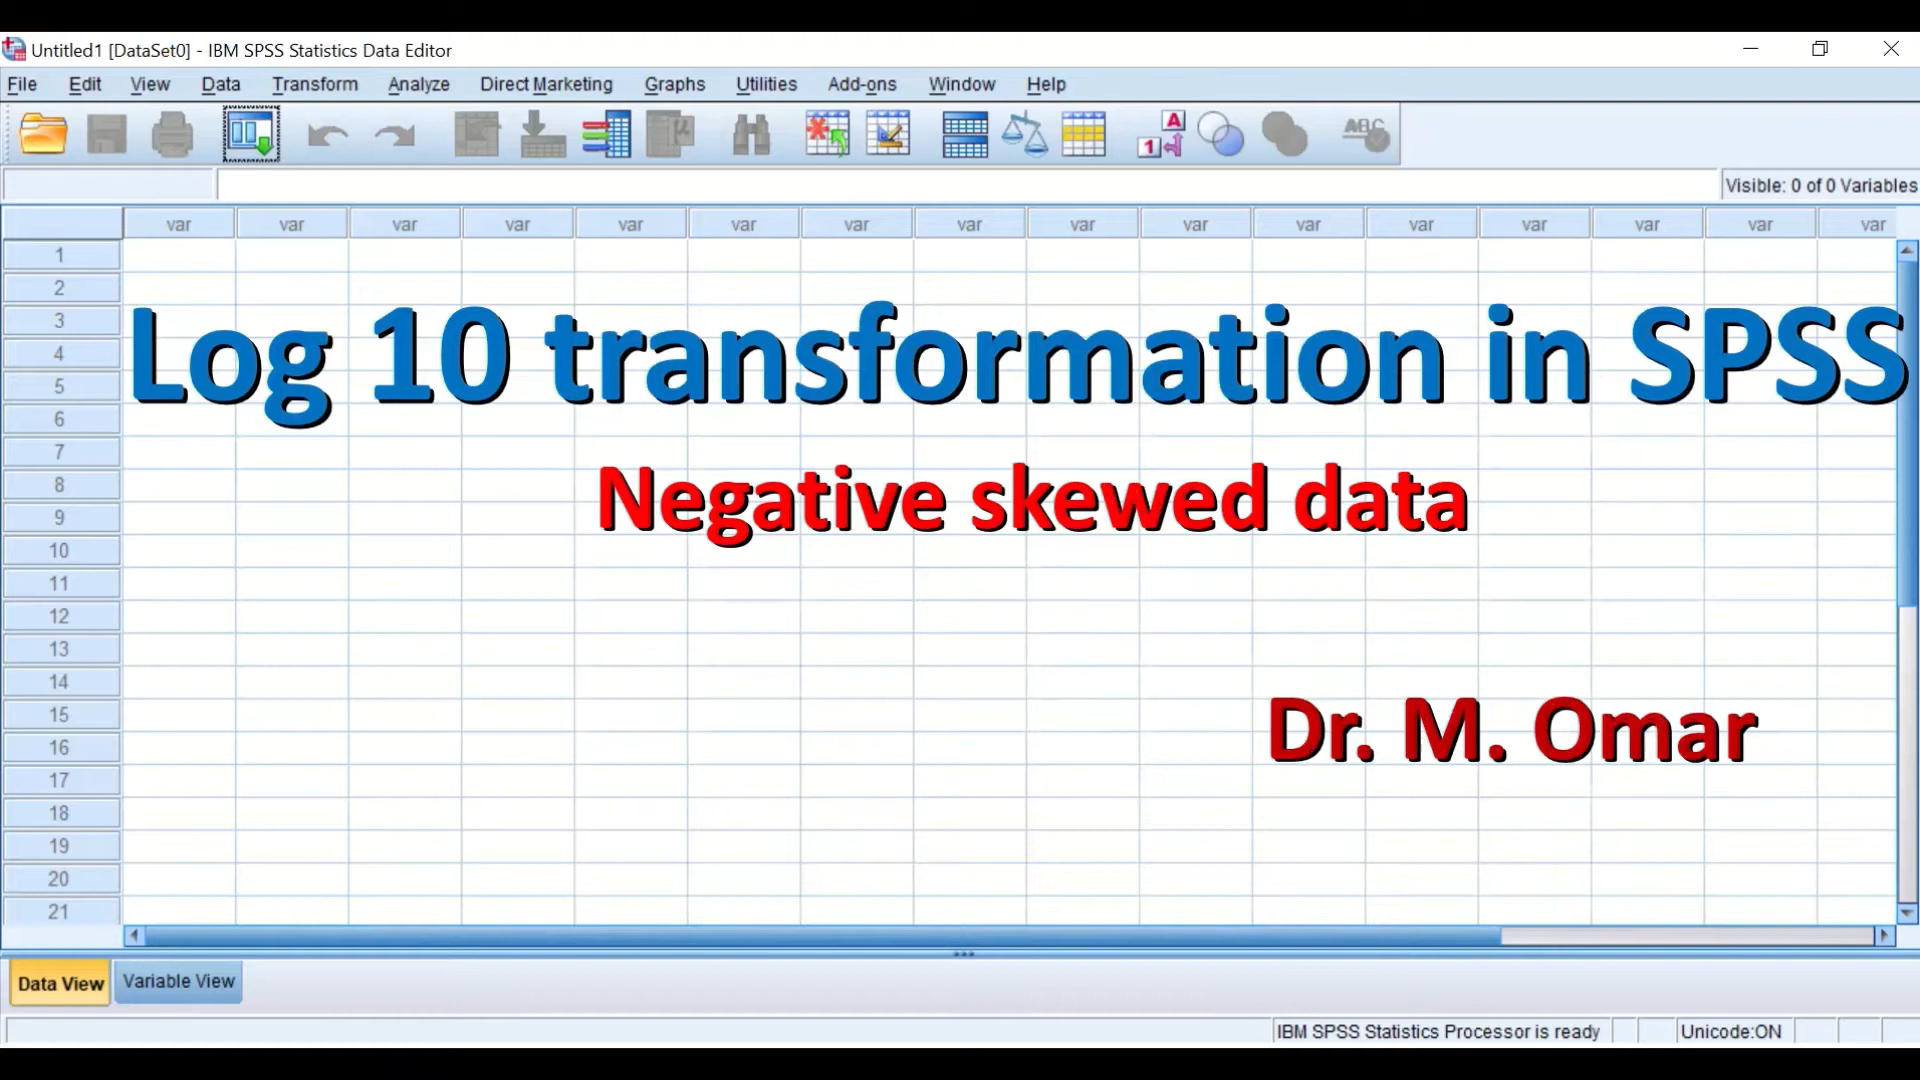 Untitled1 [DataSet0] - IBM SPSS Statistics Data Editor
File Edit View Data Transform Analyze Direct Marketing Graphs Utilities Add-ons Window Help
A
1
ABC
Visible: 0 of 0 Variables
var var var var var var var var var var var var var var var var
1
2
3
4
5
6
7
8
9
10
11
12
13
14
15
16
17
18
19
20
21
Log 10 transformation in SPSS
Negative skewed data
Dr. M. Omar
Data View Variable View
IBM SPSS Statistics Processor is ready Unicode:ON